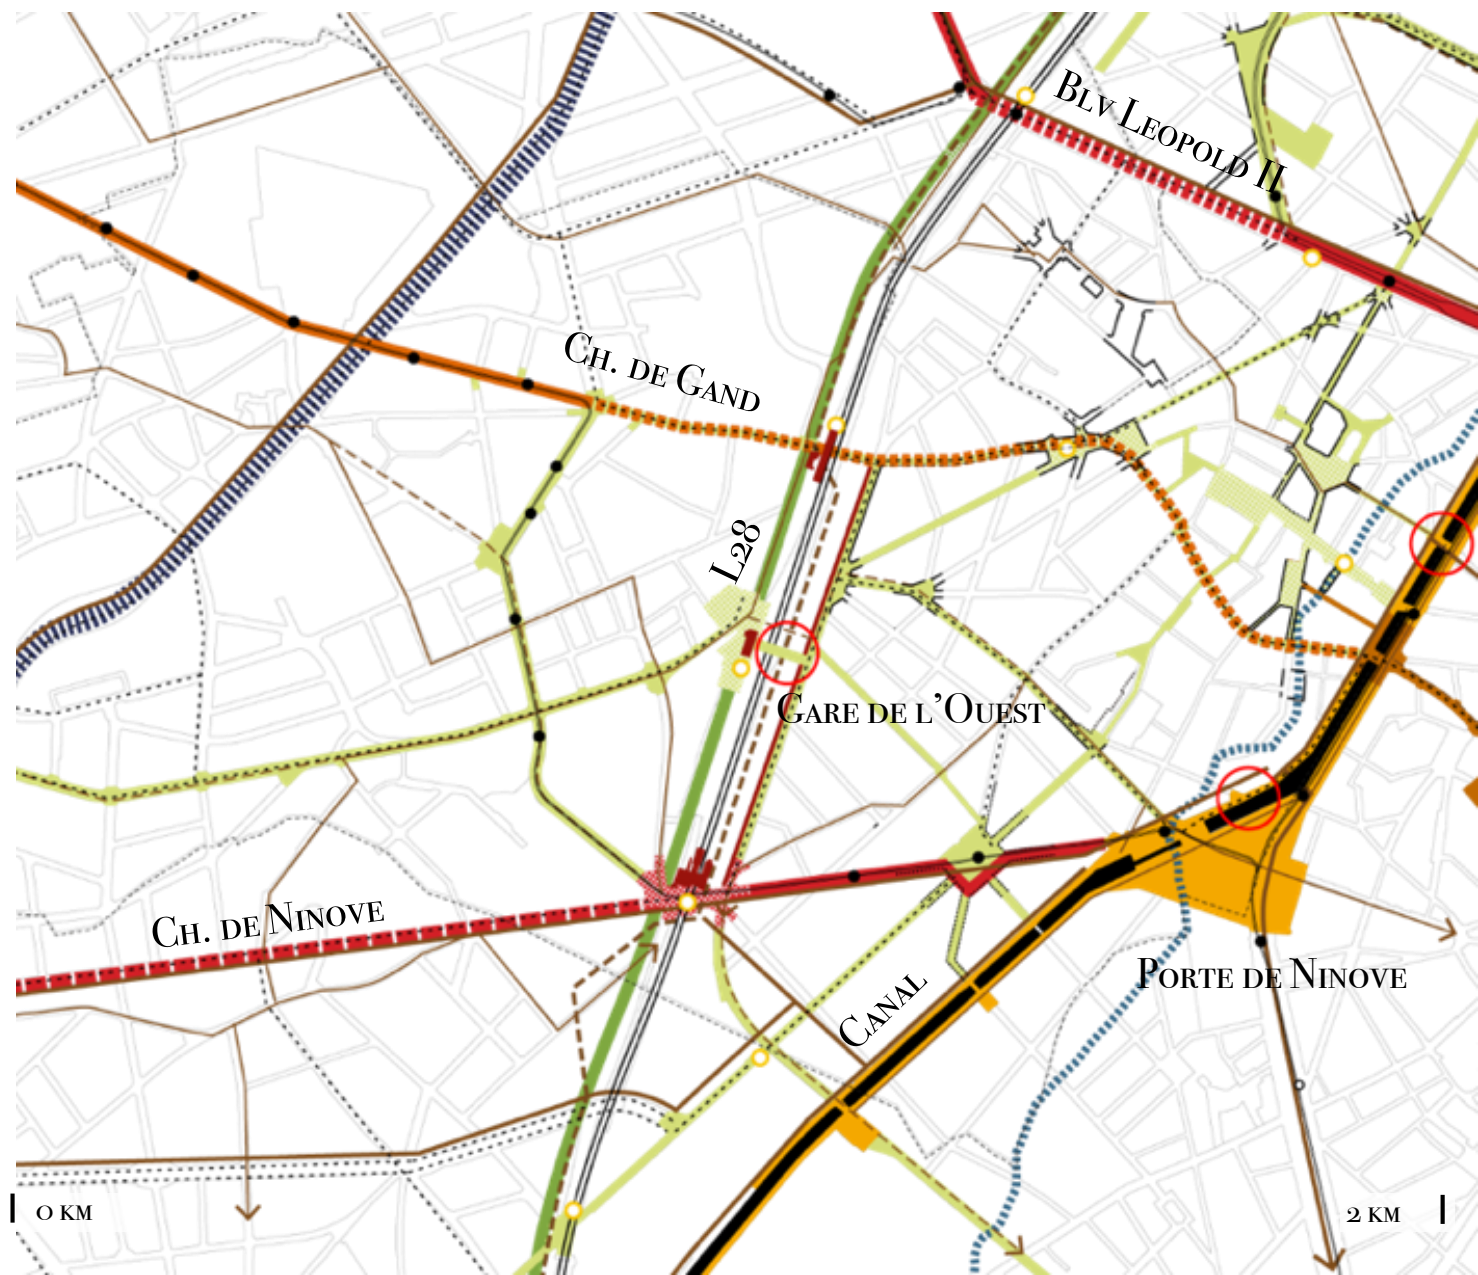 Blv Leopold II
Ch. de Gand
L28
Gare de l'Ouest
Ch. de Ninove
Canal
Porte de Ninove
0 km
2 km